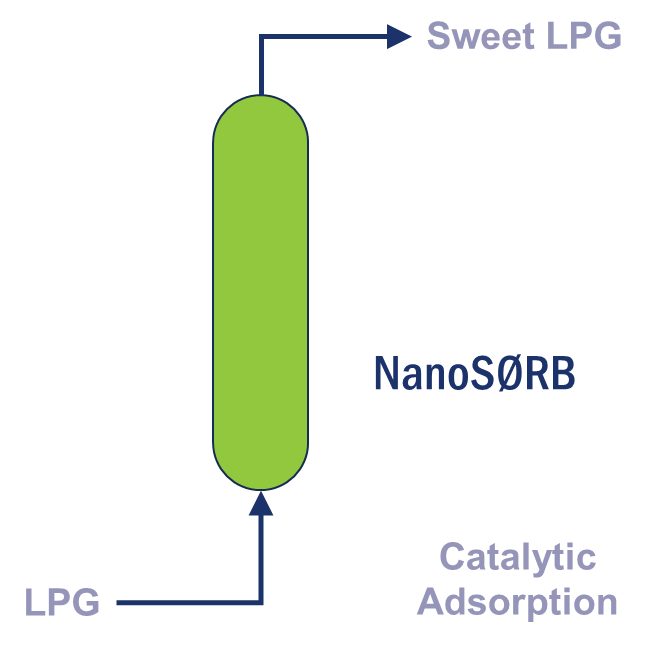 Sweet LPG
NanoSØRB
Catalytic
Adsorption
LPG